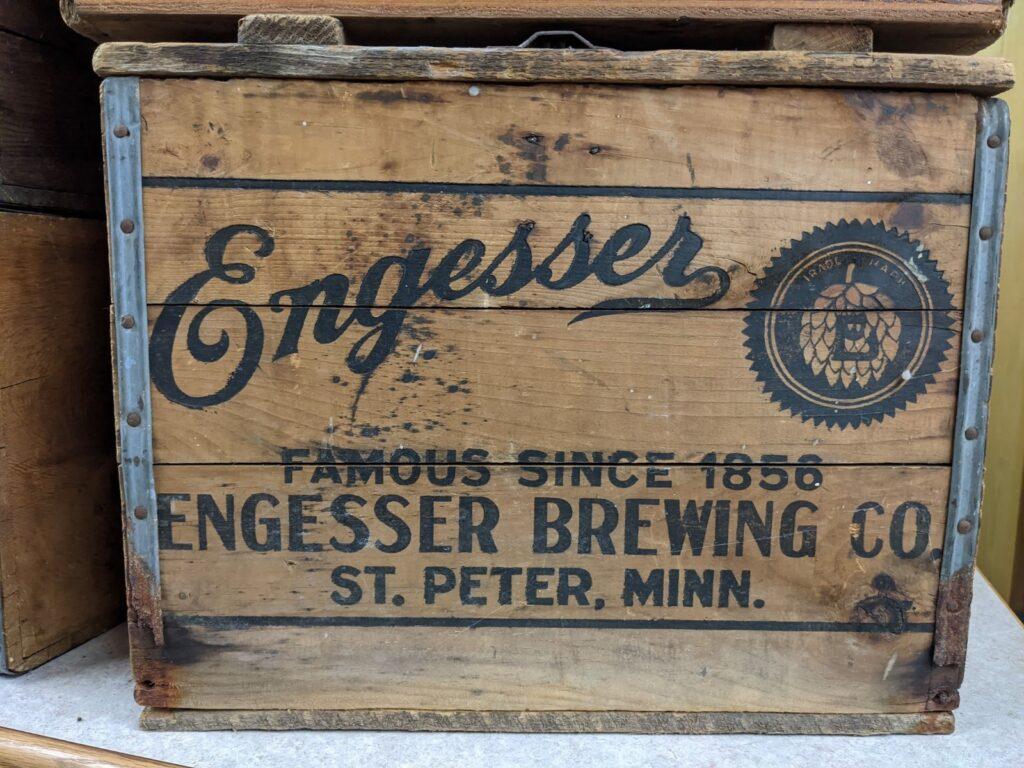 Engesser
TRADE MARK
E
FAMOUS SINCE 1856
ENGESSER BREWING CO.
ST. PETER, MINN.